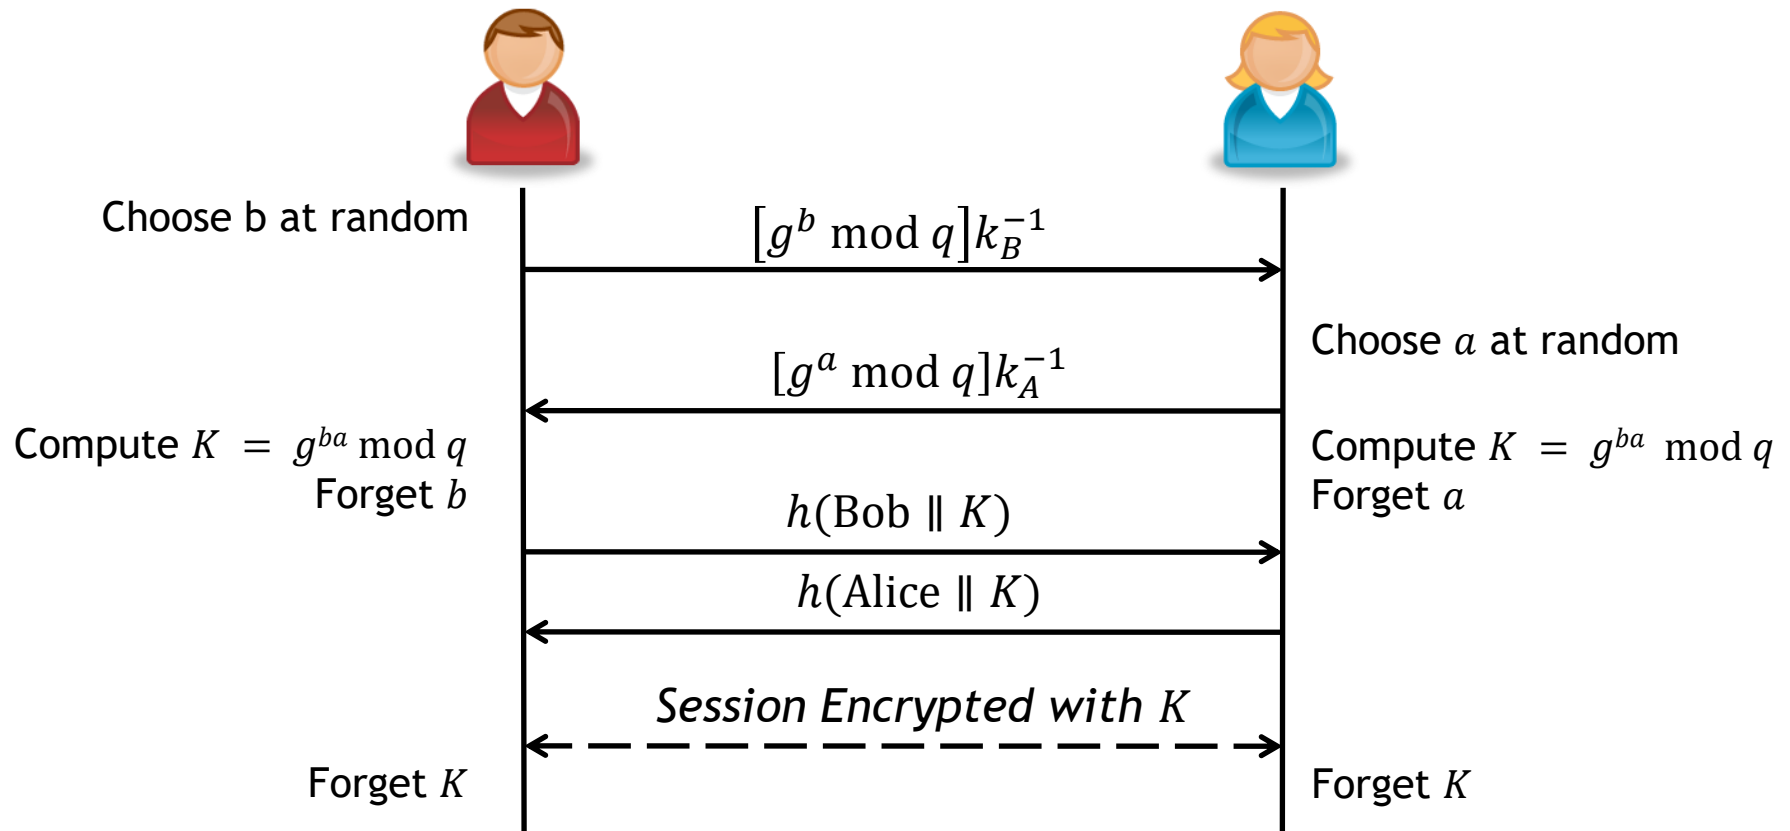 Choose b at random
[g^b mod q]k_B^{-1}
Choose a at random
[g^a mod q]k_A^{-1}
Compute K = g^{ba} mod q
Forget b
Compute K = g^{ba} mod q
Forget a
h(Bob ∥ K)
h(Alice ∥ K)
Session Encrypted with K
Forget K
Forget K